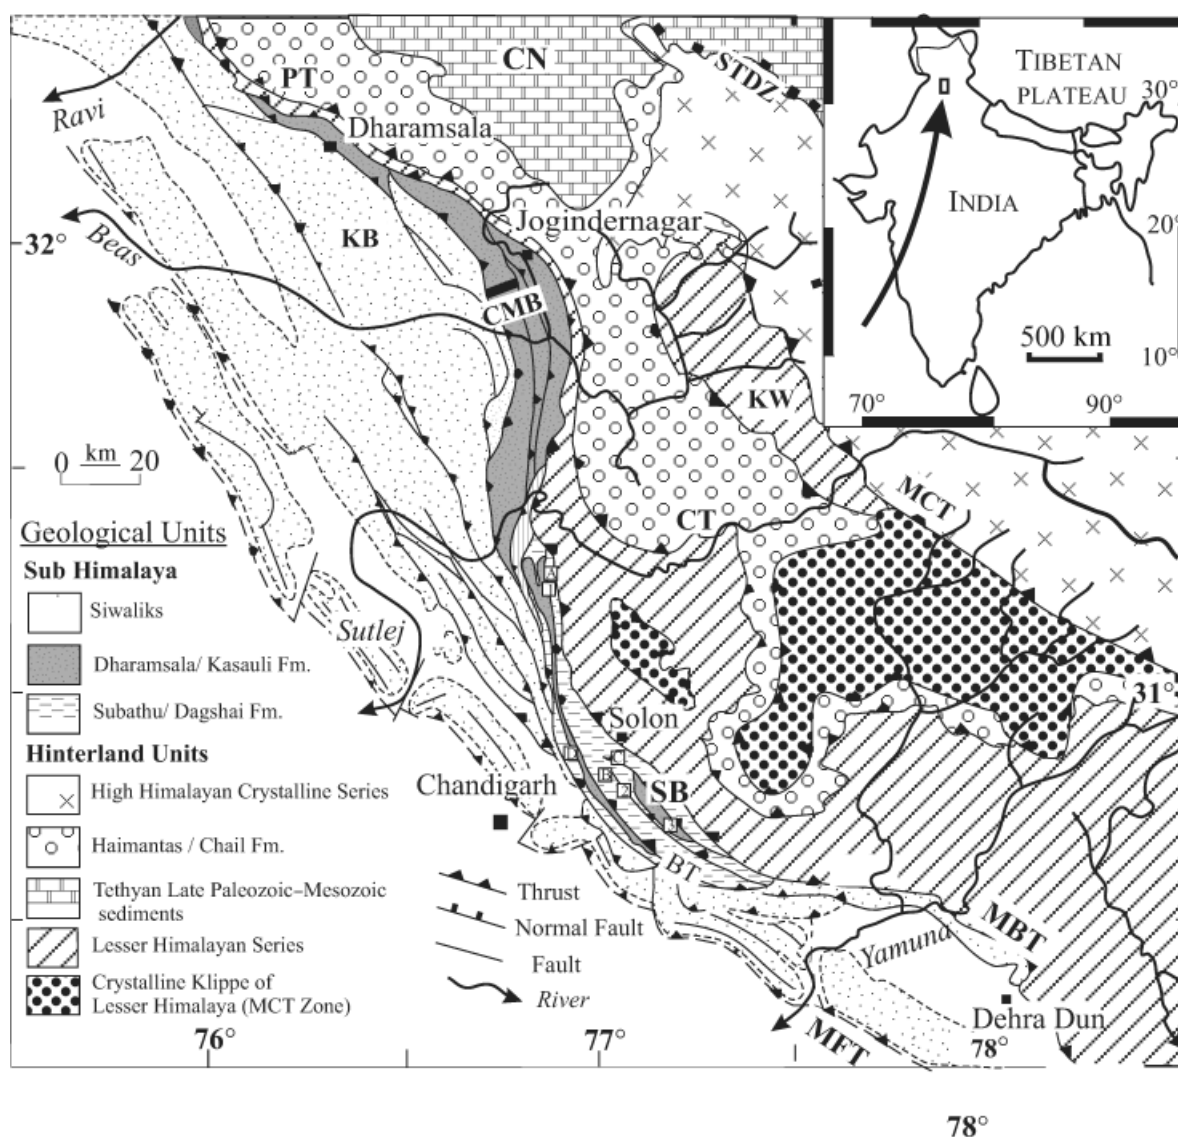 CN
PT
STDZ
Ravi
Dharamsala
TIBETAN
PLATEAU
30°
INDIA
20°
500 km
10°
70°
90°
32°
Beas
KB
Jogindernagar
CMB
KW
0 km 20
MCT
CT
Geological Units
Sub Himalaya
Siwaliks
Dharamsala/ Kasauli Fm.
Subathu/ Dagshai Fm.
Hinterland Units
High Himalayan Crystalline Series
Haimantas / Chail Fm.
Tethyan Late Paleozoic–Mesozoic
sediments
Lesser Himalayan Series
Crystalline Klippe of
Lesser Himalaya (MCT Zone)
A
1
Sutlej
31°
Solon
Chandigarh
C
B
2
SB
BT
Thrust
Normal Fault
Fault
River
MBT
Yamuna
Dehra Dun
MFT
76°
77°
78°
78°